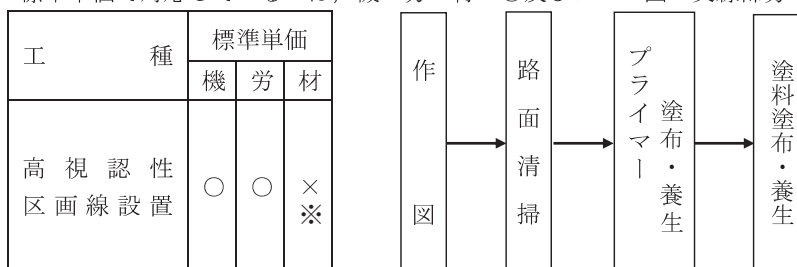 工種
標準単価
機 労 材
高視認性
区画線設置
○ ○ ×
※
作図
路面清掃
プライマー塗布・養生
塗料塗布・養生